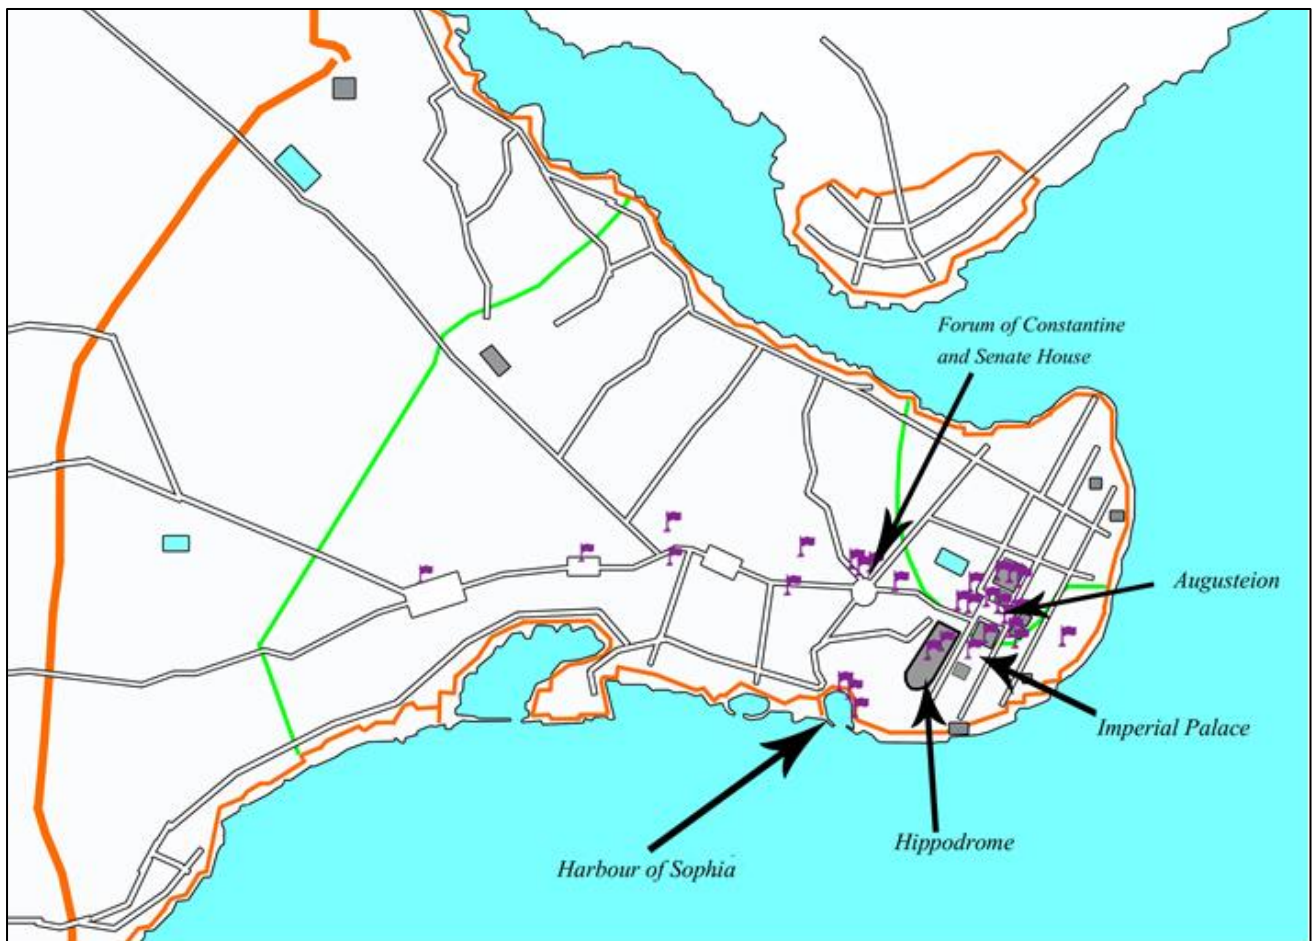 Forum of Constantine
and Senate House
Augusteion
Imperial Palace
Hippodrome
Harbour of Sophia